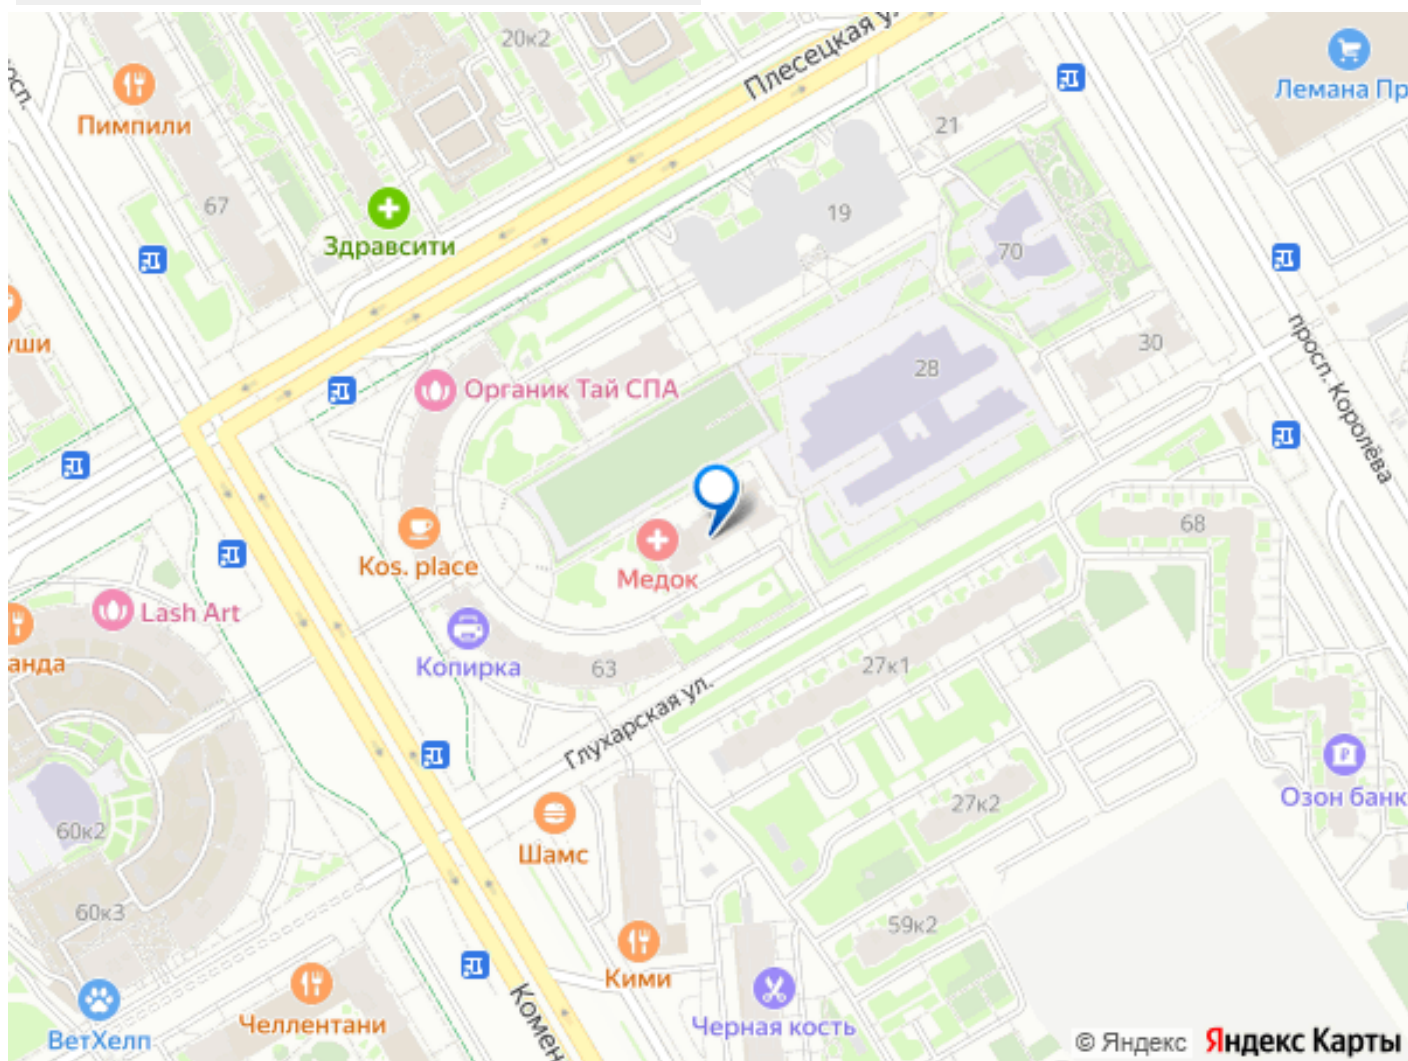 20к2
Плесецкая у
Лемана Пр
осп.
Пимпили
21
67
19
Здравсити
70
уши
30
просп. Королёва
28
Органик Тай СПА
68
Kos. place
Медок
Lash Art
анда
Копирка
63
27к1
Глухарская ул.
Озон банк
27к2
60к2
Шамс
60к3
59к2
Кими
Комен
Челлентани
Черная кость
ВетХелп
© Яндекс Яндекс Карты